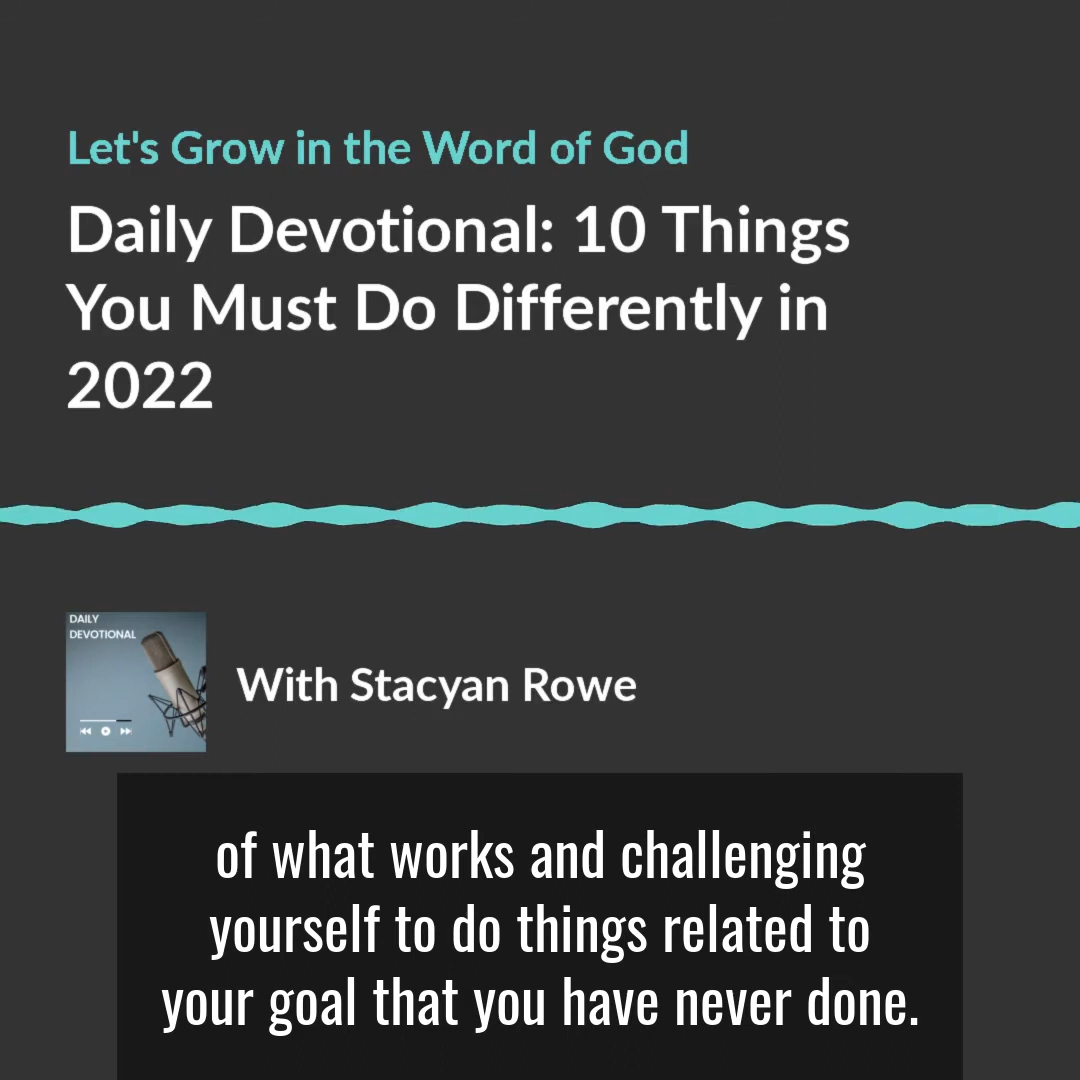 Let's Grow in the Word of God
Daily Devotional: 10 Things
You Must Do Differently in
2022
DAILY
DEVOTIONAL
With Stacyan Rowe
of what works and challenging
yourself to do things related to
your goal that you have never done.